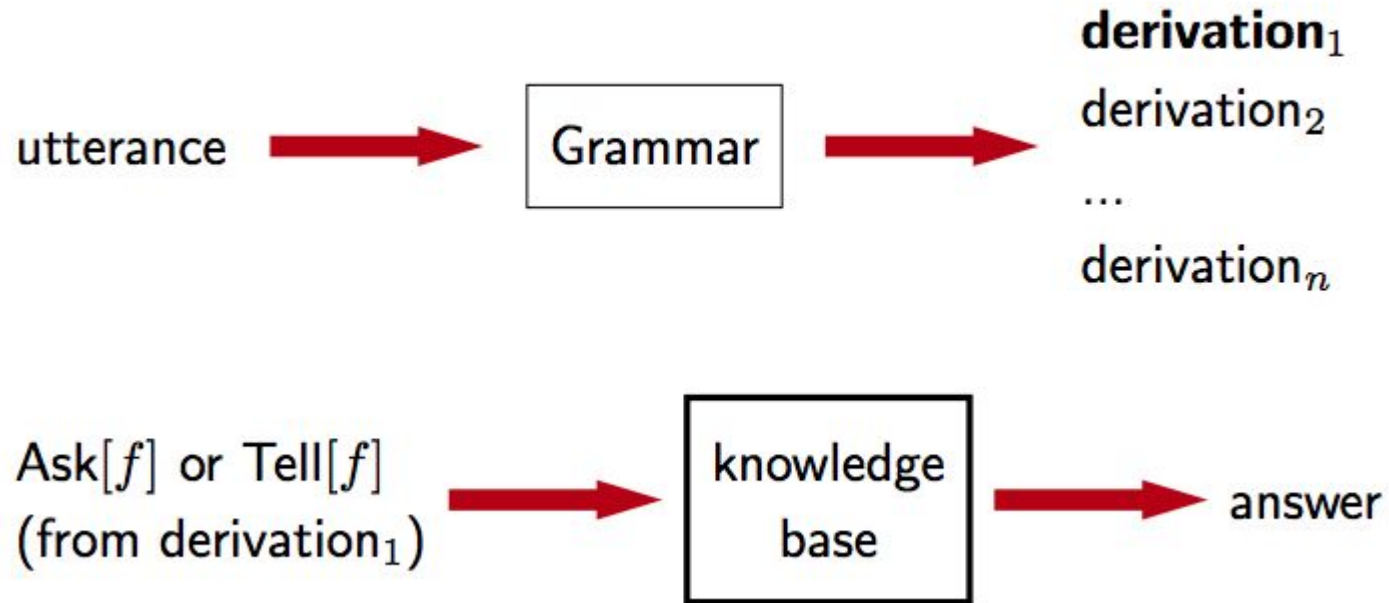 derivation₁
derivation₂
utterance
Grammar
...
derivationₙ
Ask[f] or Tell[f]
(from derivation₁)
knowledge
base
answer